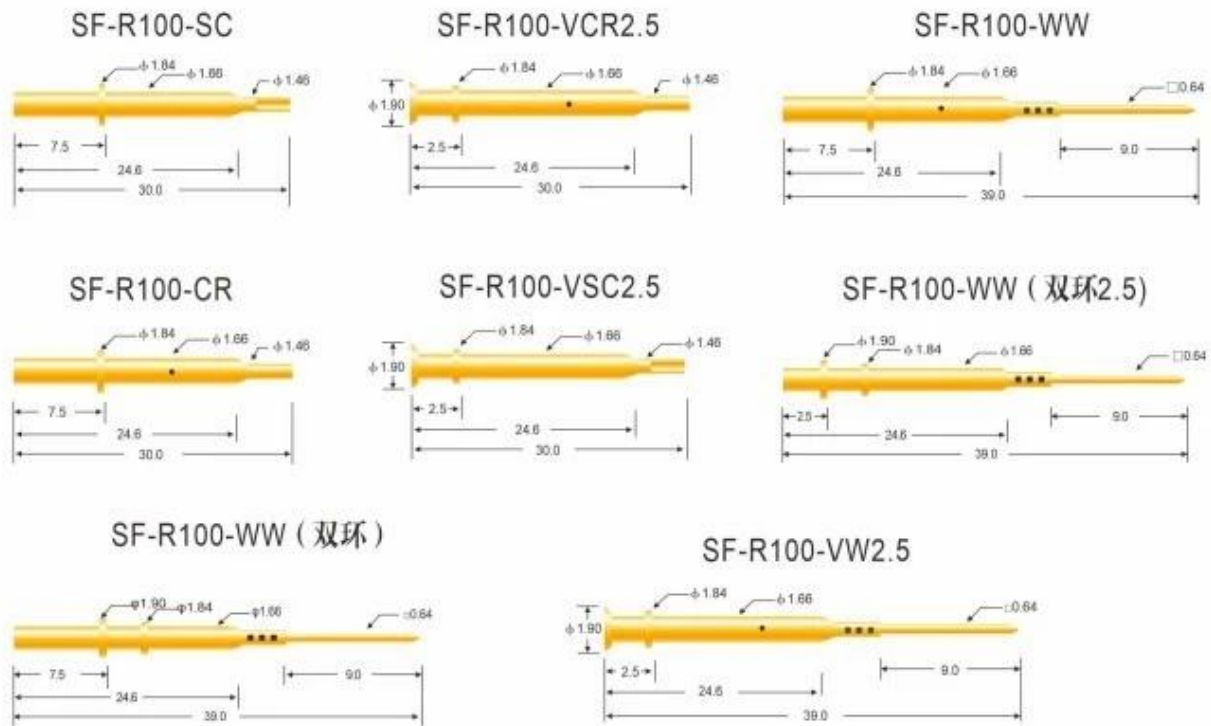 SF-R100-SC
ϕ1.84
ϕ1.66
ϕ1.46
7.5
24.6
30.0
SF-R100-VCR2.5
ϕ1.84
ϕ1.66
ϕ1.46
ϕ1.90
2.5
24.6
30.0
SF-R100-WW
ϕ1.84
ϕ1.66
□0.64
7.5
9.0
24.6
39.0
SF-R100-CR
ϕ1.84
ϕ1.66
ϕ1.46
7.5
24.6
30.0
SF-R100-VSC2.5
ϕ1.84
ϕ1.66
ϕ1.46
ϕ1.90
2.5
24.6
30.0
SF-R100-WW(双环2.5)
ϕ1.90
ϕ1.84
ϕ1.66
□0.64
2.5
9.0
24.6
39.0
SF-R100-WW(双环)
φ1.90
φ1.84
φ1.66
□0.64
7.5
9.0
24.6
39.0
SF-R100-VW2.5
ϕ1.84
ϕ1.66
□0.64
ϕ1.90
2.5
9.0
24.6
39.0